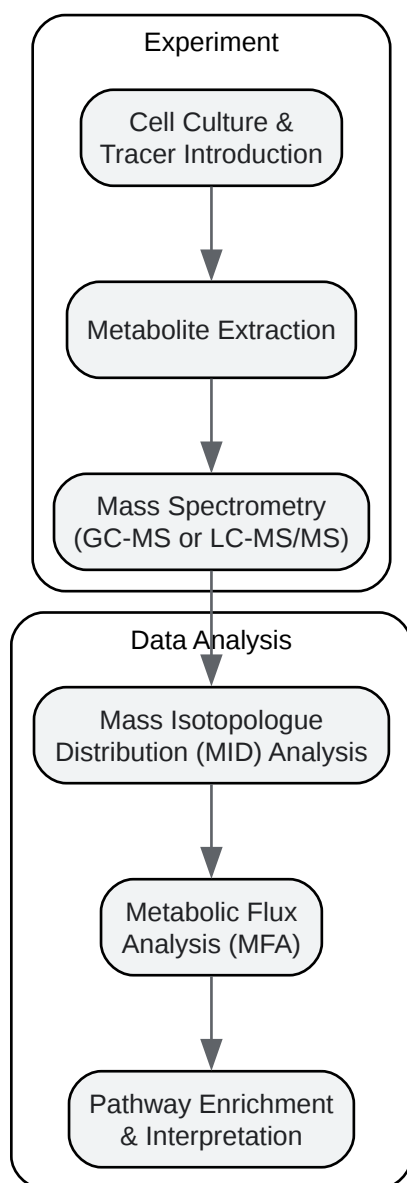 Experiment
Cell Culture &
Tracer Introduction
Metabolite Extraction
Mass Spectrometry
(GC-MS or LC-MS/MS)
Data Analysis
Mass Isotopologue
Distribution (MID) Analysis
Metabolic Flux
Analysis (MFA)
Pathway Enrichment
& Interpretation